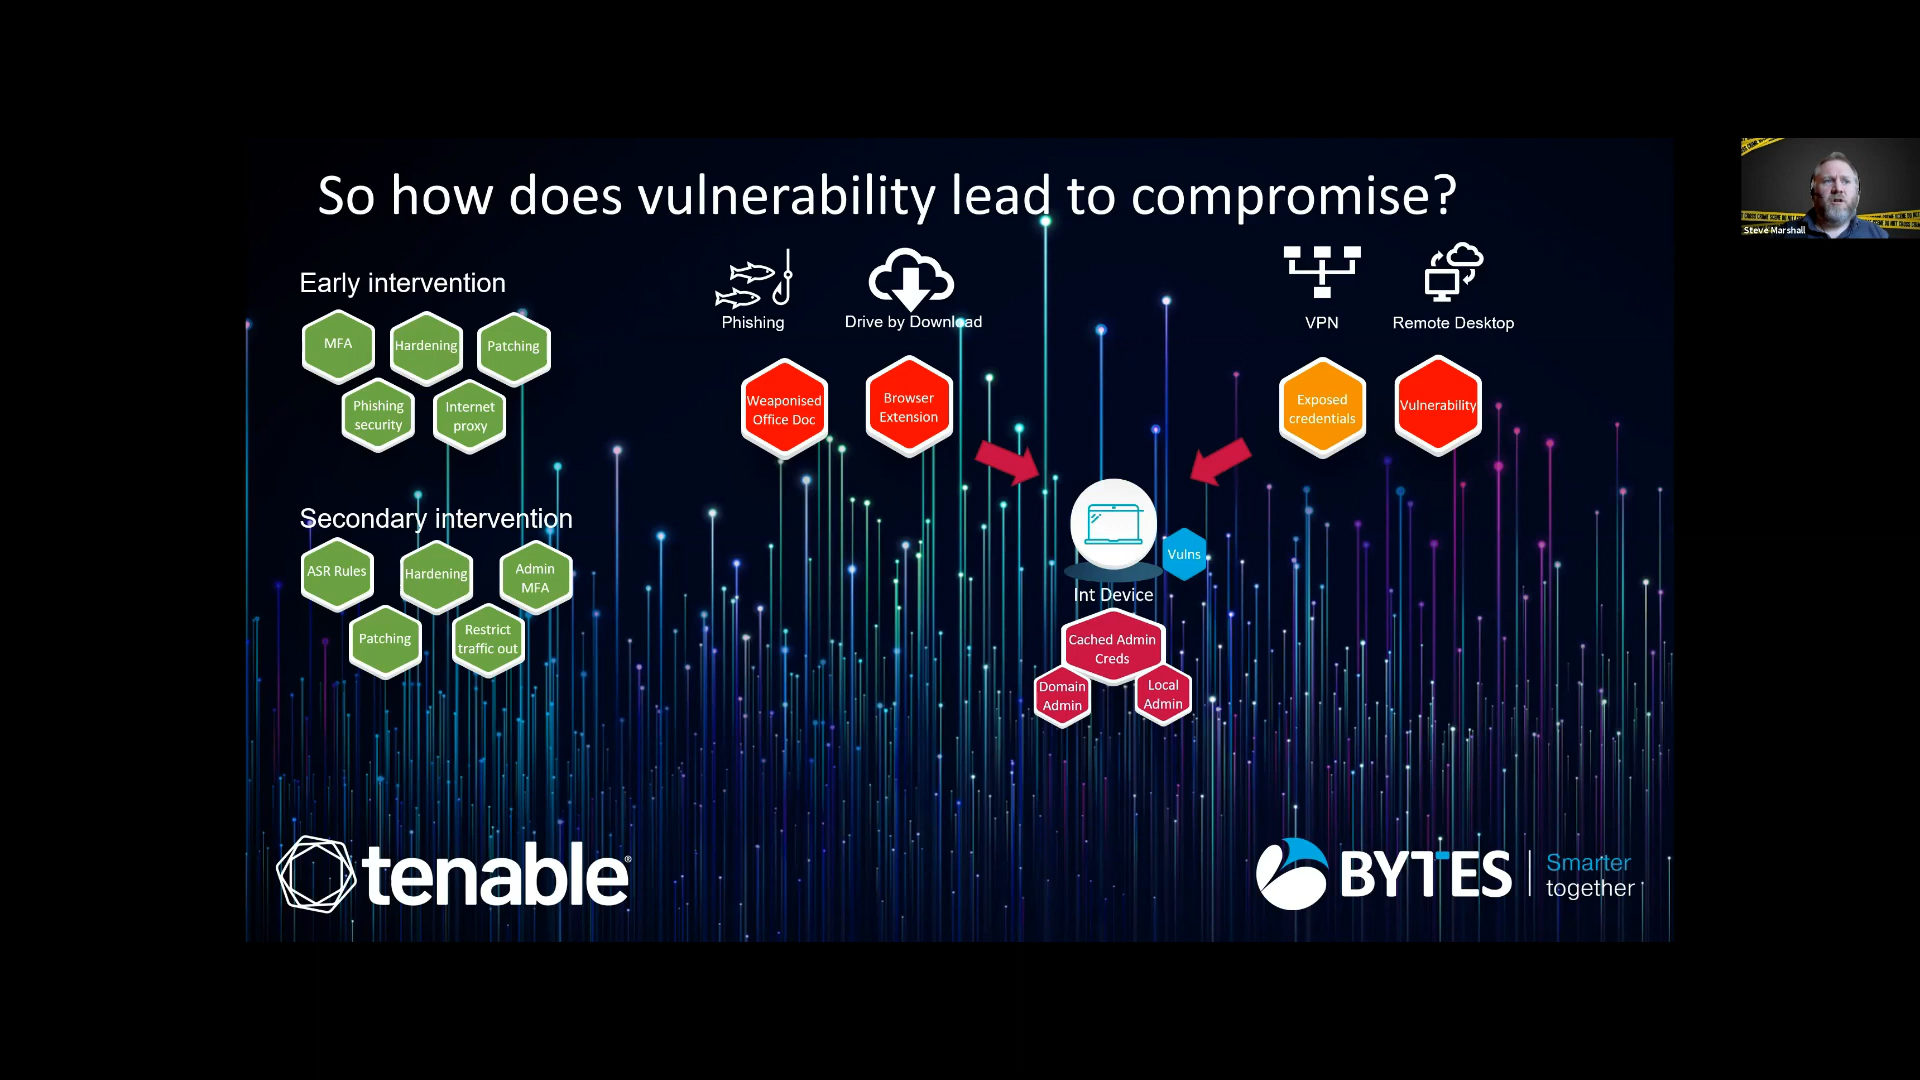 So how does vulnerability lead to compromise?
Steve Marshall
Early intervention
MFA
Hardening
Patching
Phishing
security
Internet
proxy
Phishing
Drive by Download
VPN
Remote Desktop
Weaponised
Office Doc
Browser
Extension
Exposed
credentials
Vulnerability
Secondary intervention
ASR Rules
Hardening
Admin
MFA
Patching
Restrict
traffic out
Vulns
Int Device
Cached Admin
Creds
Domain
Admin
Local
Admin
tenable®
BYTES
Smarter
together